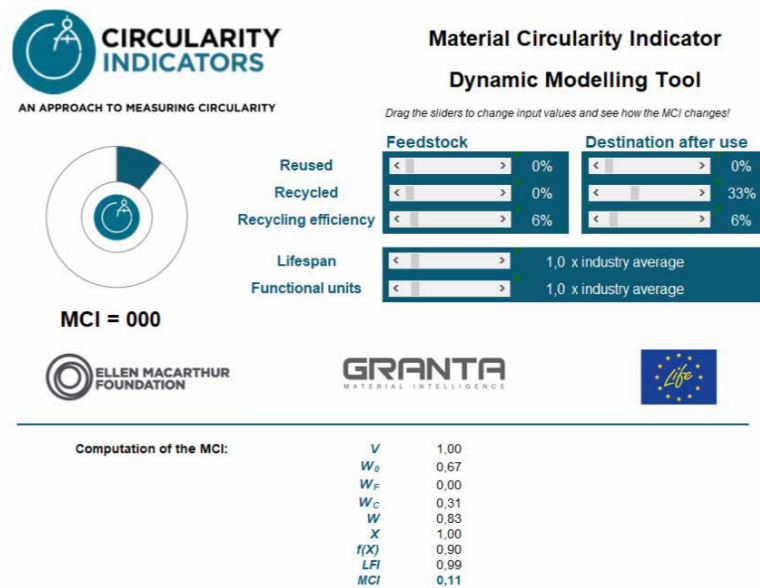 CIRCULARITY
INDICATORS
AN APPROACH TO MEASURING CIRCULARITY
Material Circularity Indicator
Dynamic Modelling Tool
Drag the sliders to change input values and see how the MCI changes!
Feedstock Destination after use
Reused 0% 0%
Recycled 0% 33%
Recycling efficiency 6% 6%
Lifespan 1,0 x industry average
Functional units 1,0 x industry average
MCI = 000
ELLEN MACARTHUR
FOUNDATION
GRANTA
MATERIAL INTELLIGENCE
Life
Computation of the MCI:
V 1,00
W0 0,67
WF 0,00
WC 0,31
W 0,83
X 1,00
f(X) 0,90
LFI 0,99
MCI 0,11